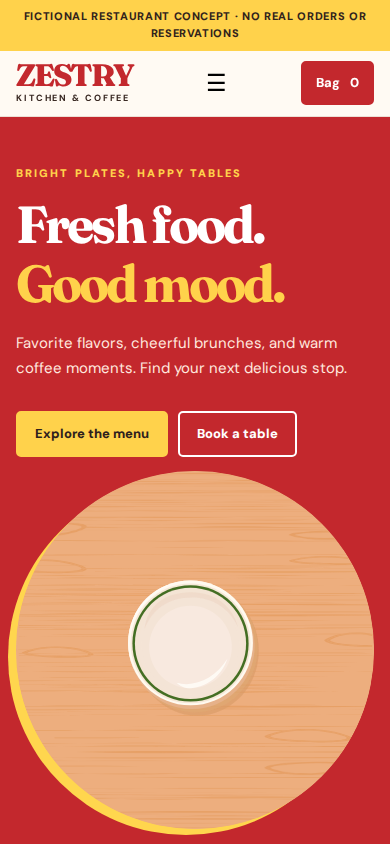 FICTIONAL RESTAURANT CONCEPT · NO REAL ORDERS OR
RESERVATIONS
ZESTRY
KITCHEN & COFFEE
Bag 0
BRIGHT PLATES, HAPPY TABLES
Fresh food.
Good mood.
Favorite flavors, cheerful brunches, and warm
coffee moments. Find your next delicious stop.
Explore the menu
Book a table